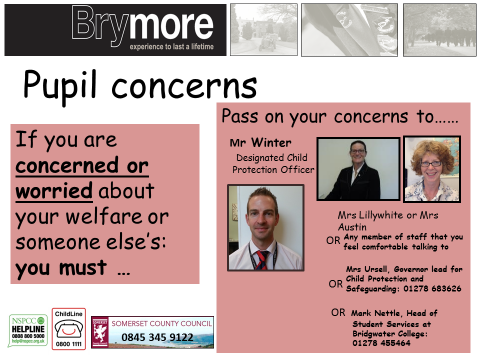 Brymore
experience to last a lifetime
Pupil concerns
If you are
concerned or
worried about
your welfare or
someone else's:
you must …
Pass on your concerns to……
Mr Winter
Designated Child
Protection Officer
Mrs Lillywhite or Mrs
Austin
OR Any member of staff that you
feel comfortable talking to
Mrs Ursell, Governor lead for
OR Child Protection and
Safeguarding: 01278 683626
OR Mark Nettle, Head of
Student Services at
Bridgwater College:
01278 455464
NSPCC
HELPLINE
0808 800 5000
help@nspcc.org.uk
ChildLine
0800 1111
SOMERSET COUNTY COUNCIL
0845 345 9122